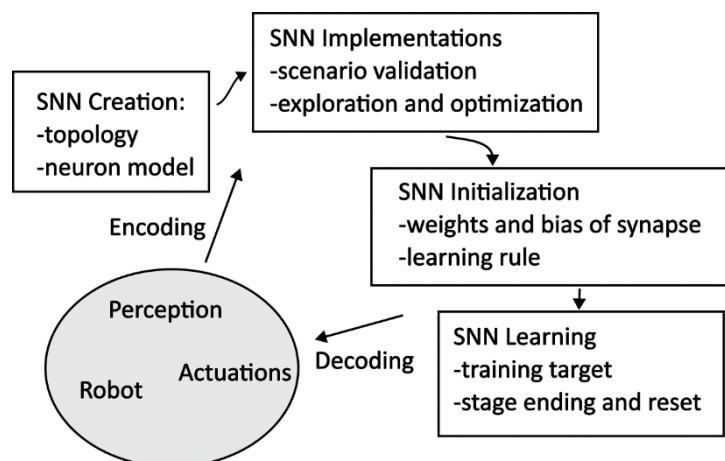 SNN Implementations
-scenario validation
-exploration and optimization
SNN Creation:
-topology
-neuron model
SNN Initialization
-weights and bias of synapse
-learning rule
Encoding
Perception
Actuations
Robot
Decoding
SNN Learning
-training target
-stage ending and reset